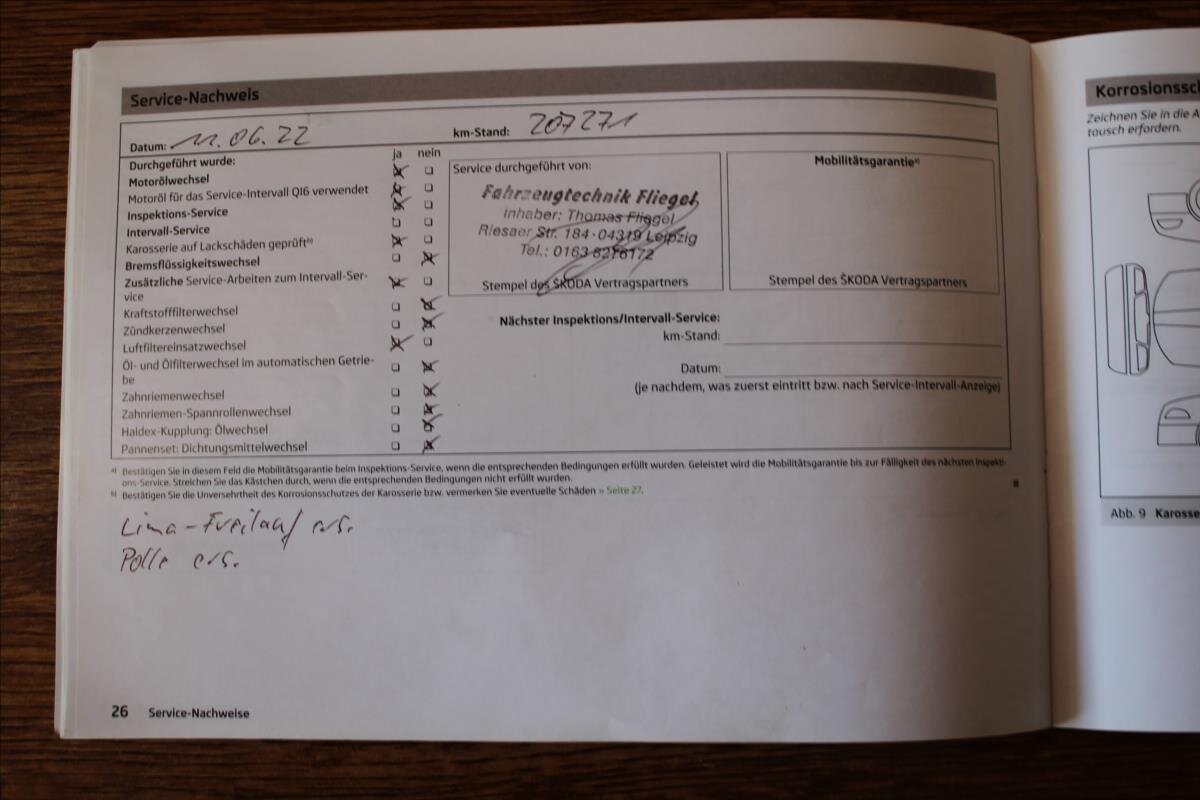 Service-Nachweis
Datum: 11.06.22 km-Stand: 207271
Durchgeführt wurde: ja nein
Motorölwechsel
Motoröl für das Service-Intervall QI6 verwendet
Inspektions-Service
Intervall-Service
Karosserie auf Lackschäden geprüft b)
Bremsflüssigkeitswechsel
Zusätzliche Service-Arbeiten zum Intervall-Ser-
vice
Kraftstofffilterwechsel
Zündkerzenwechsel
Luftfiltereinsatzwechsel
Öl- und Ölfilterwechsel im automatischen Getrie-
be
Zahnriemenwechsel
Zahnriemen-Spannrollenwechsel
Haldex-Kupplung: Ölwechsel
Pannenset: Dichtungsmittelwechsel
Service durchgeführt von:
Fahrzeugtechnik Fliegel
Inhaber: Thomas Fliegel
Riesaer Str. 184 · 04319 Leipzig
Tel.: 0163 8276172
Stempel des ŠKODA Vertragspartners
Mobilitätsgarantie a)
Stempel des ŠKODA Vertragspartners
Nächster Inspektions/Intervall-Service:
km-Stand:
Datum:
(je nachdem, was zuerst eintritt bzw. nach Service-Intervall-Anzeige)
a) Bestätigen Sie in diesem Feld die Mobilitätsgarantie beim Inspektions-Service, wenn die entsprechenden Bedingungen erfüllt wurden. Geleistet wird die Mobilitätsgarantie bis zur Fälligkeit des nächsten Inspekti-
ons-Service. Streichen Sie das Kästchen durch, wenn die entsprechenden Bedingungen nicht erfüllt wurden.
b) Bestätigen Sie die Unversehrtheit des Korrosionsschutzes der Karosserie bzw. vermerken Sie eventuelle Schäden » Seite 27.
Lima-Freilauf ers.
Rolle ers.
26 Service-Nachweise
Korrosionssch
Zeichnen Sie in die A
tausch erfordern.
Abb. 9 Karosse